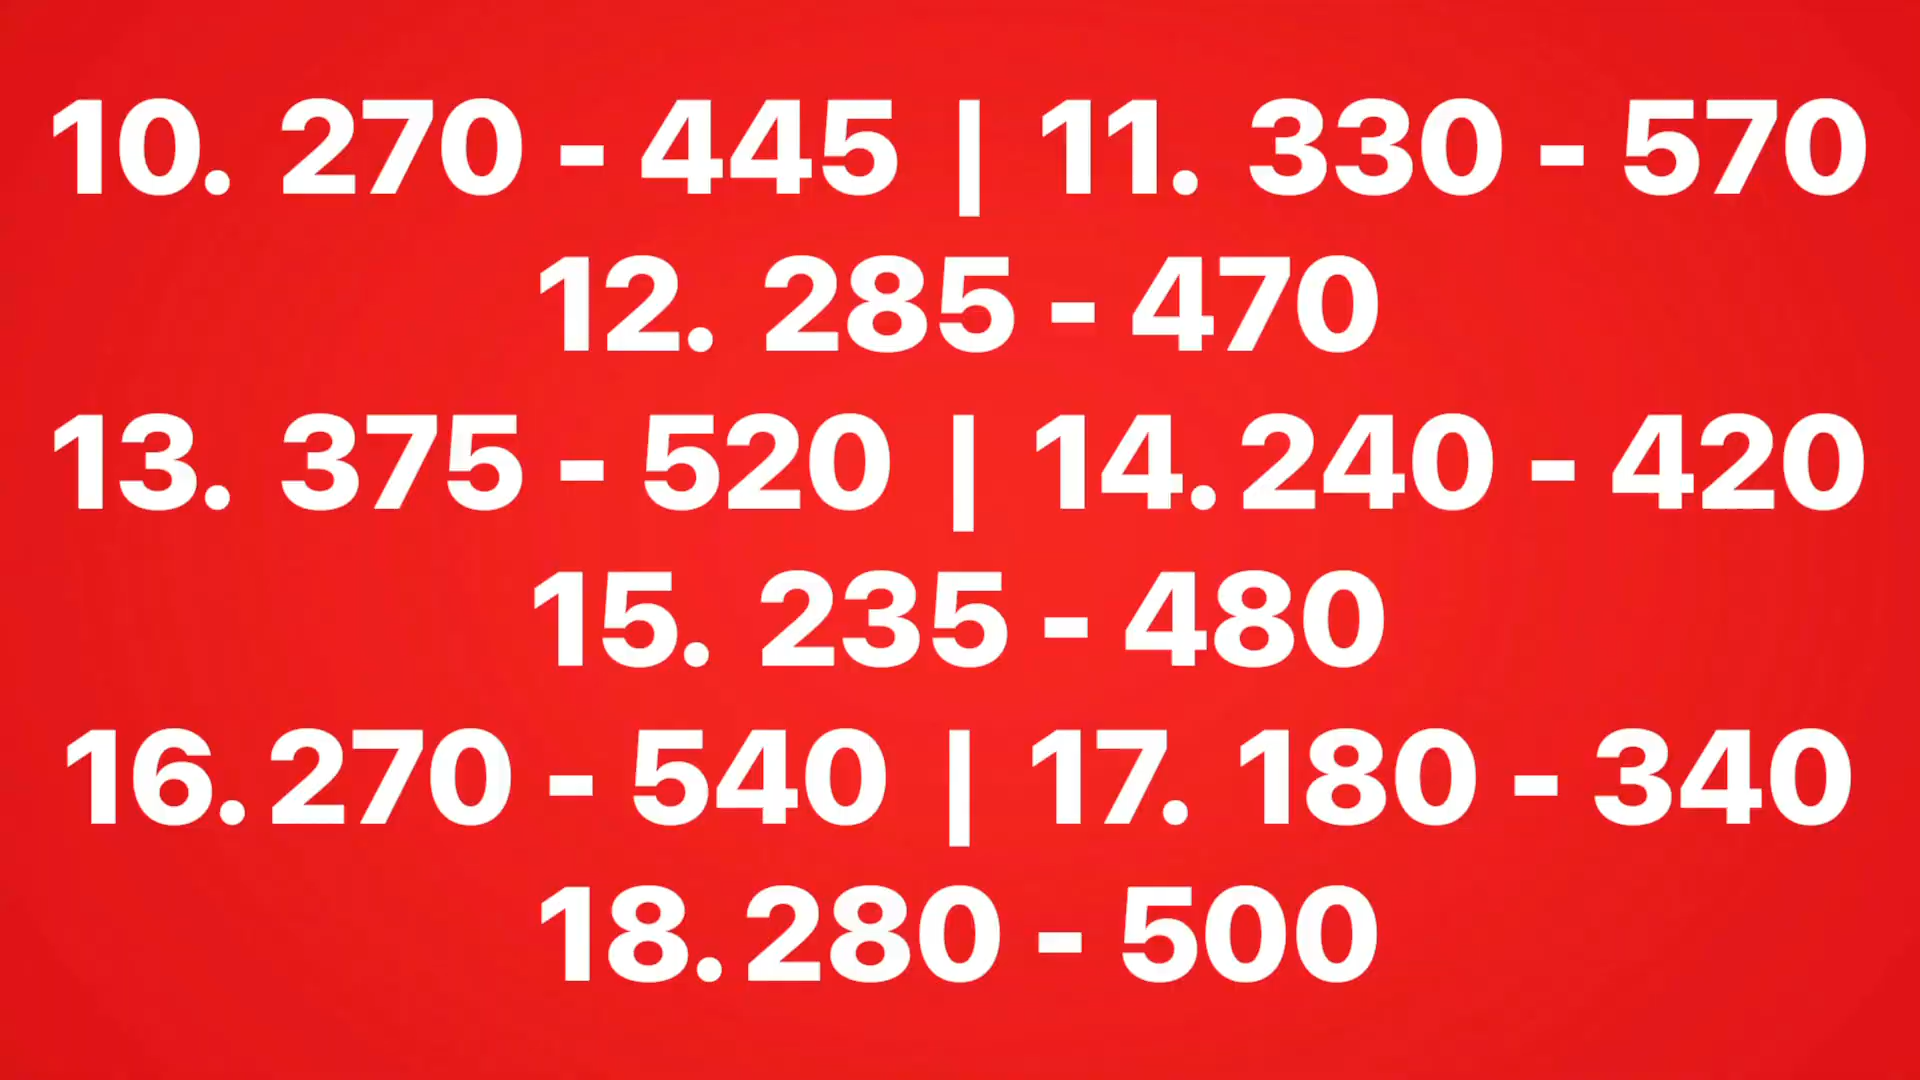 10. 270 - 445 | 11. 330 - 570
12. 285 - 470
13. 375 - 520 | 14. 240 - 420
15. 235 - 480
16. 270 - 540 | 17. 180 - 340
18. 280 - 500